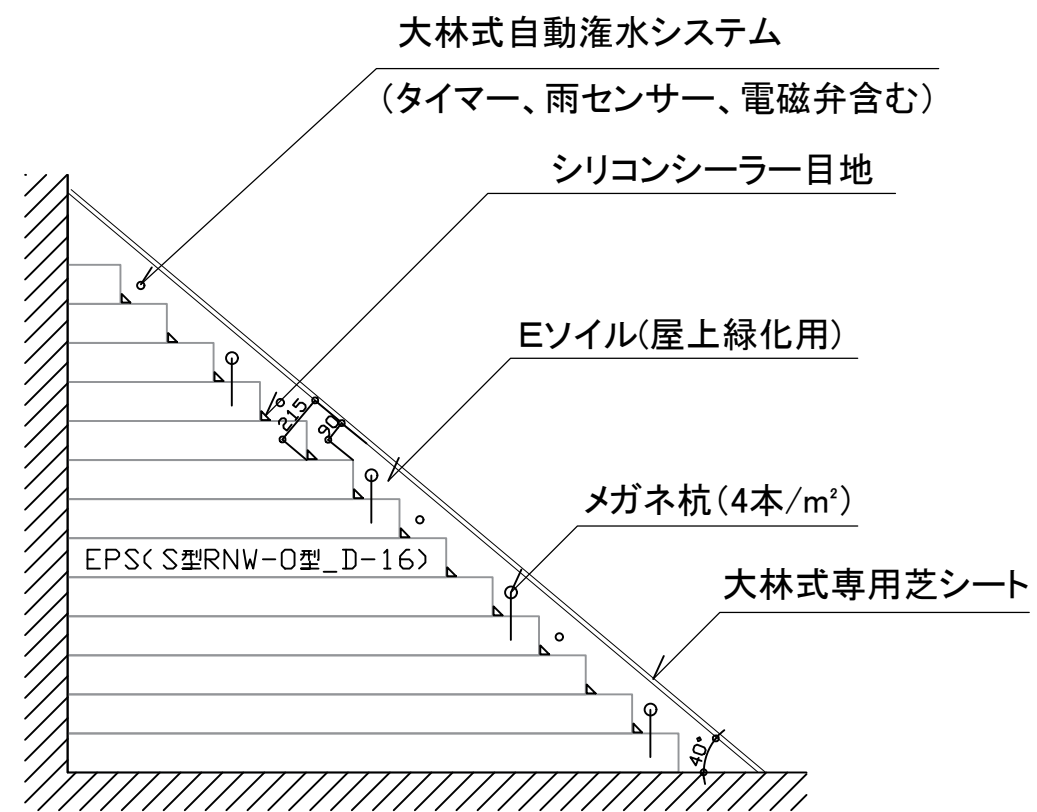 大林式自動潅水システム
(タイマー、雨センサー、電磁弁含む)
シリコンシーラー目地
Eソイル(屋上緑化用)
215
90
メガネ杭(4本/m²)
EPS(S型RNW-O型_D-16)
大林式専用芝シート
40°